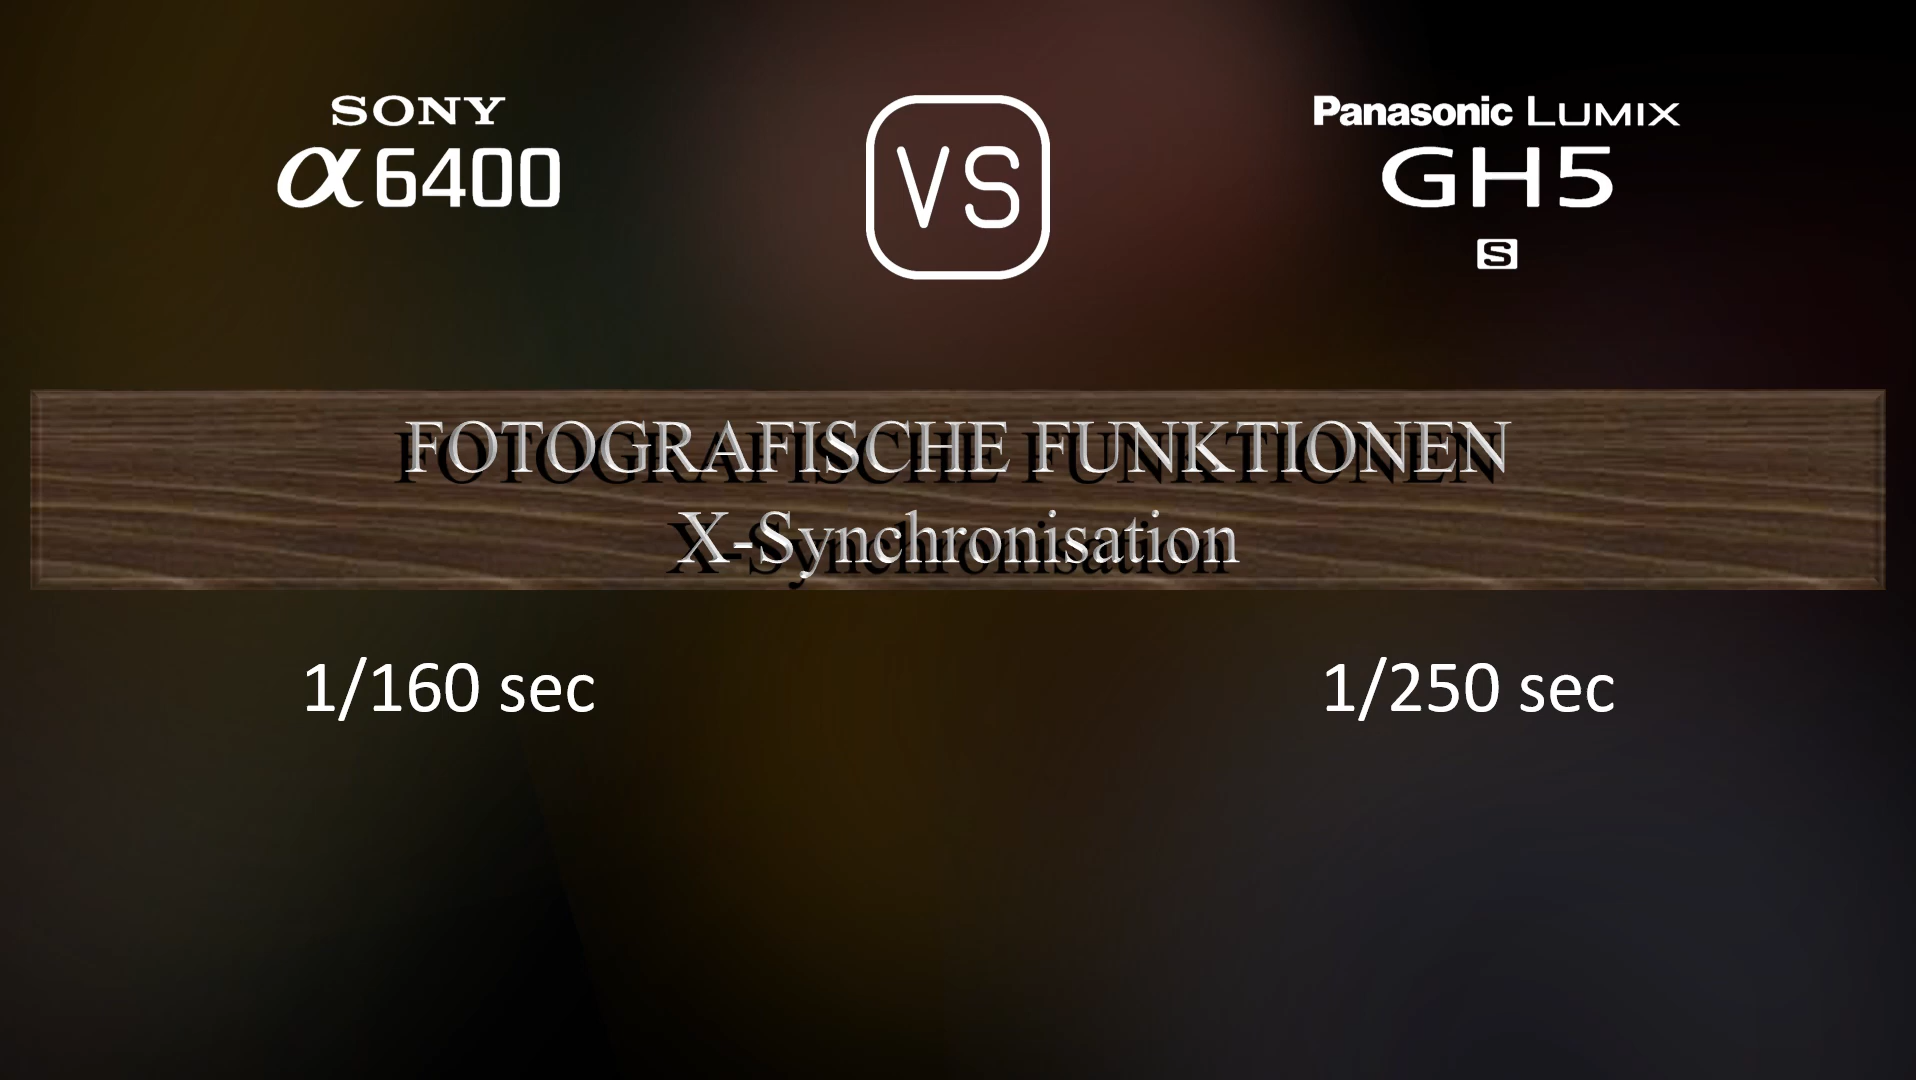 SONY
α6400
VS
Panasonic LUMIX
GH5
S
FOTOGRAFISCHE FUNKTIONEN
X-Synchronisation
1/160 sec
1/250 sec